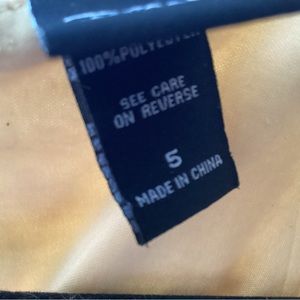 100% POLYESTER
SEE CARE
ON REVERSE
5
MADE IN CHINA